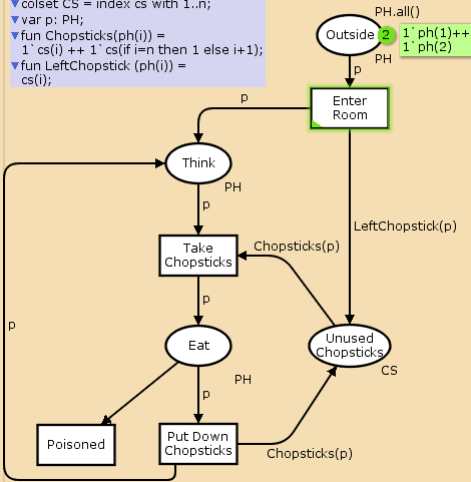 colset CS = index cs with 1..n;
var p: PH;
fun Chopsticks(ph(i)) =
1`cs(i) ++ 1`cs(if i=n then 1 else i+1);
fun LeftChopstick (ph(i)) =
cs(i);
PH.all()
Outside
2
1`ph(1)++
1`ph(2)
PH
p
Enter
Room
p
Think
PH
p
LeftChopstick(p)
Take
Chopsticks
Chopsticks(p)
p
p
Eat
PH
Unused
Chopsticks
CS
p
Poisoned
Put Down
Chopsticks
Chopsticks(p)